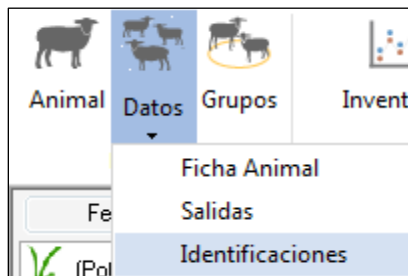 Animal Datos Grupos Invent
Ficha Animal
Fe Salidas
Identificaciones
(Pol